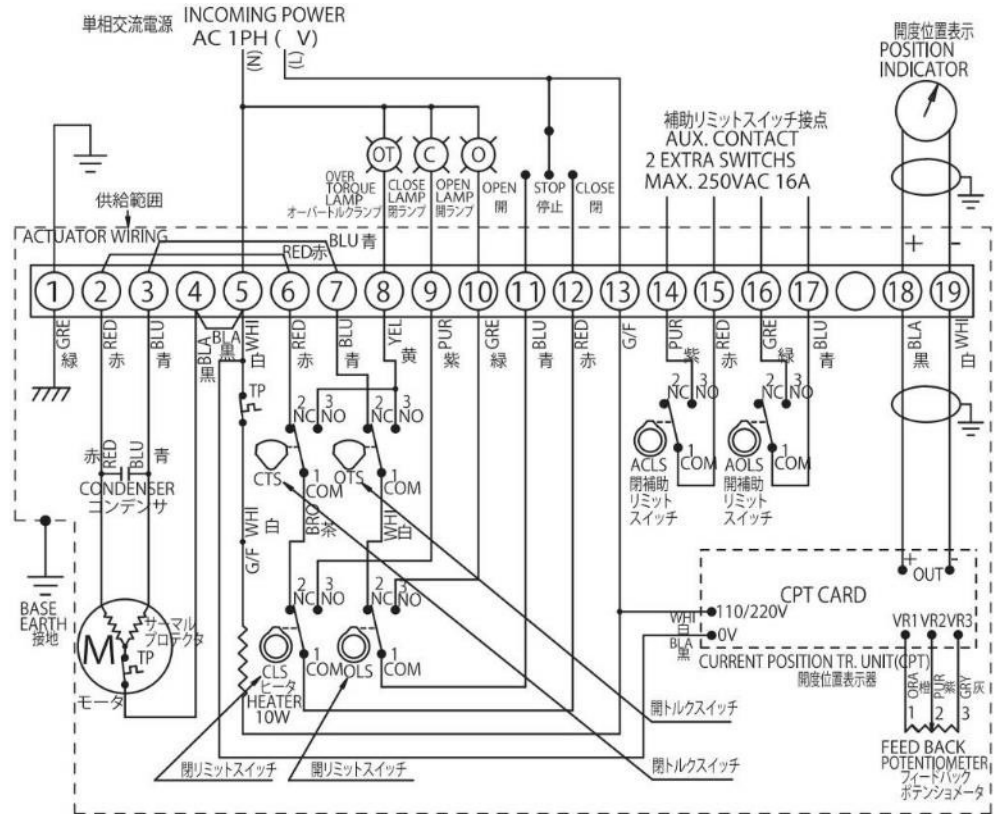 単相交流電源
INCOMING POWER
AC 1PH ( V)
(N)
(L)
開度位置表示
POSITION
INDICATOR
補助リミットスイッチ接点
AUX. CONTACT
2 EXTRA SWITCHS
MAX. 250VAC 16A
OT
C
O
OVER
TORQUE
LAMP
オーバートルクランプ
CLOSE
LAMP
閉ランプ
OPEN
LAMP
開ランプ
OPEN
開
STOP
停止
CLOSE
閉
供給範囲
ACTUATOR WIRING
BLU 青
RED赤
+
-
1
2
3
4
5
6
7
8
9
10
11
12
13
14
15
16
17
18
19
GRE
緑
RED
赤
BLU
青
BLA
黒
BLA
黒
WHI
白
RED
赤
BLU
青
YEL
黄
PUR
紫
GRE
緑
BLU
青
RED
赤
G/F
PUR
紫
RED
赤
GRE
緑
BLU
青
BLA
黒
WHI
白
TP
2
NC
3
NO
2
NC
3
NO
2
NC
3
NO
2
NC
3
NO
1
COM
1
COM
1
COM
1
COM
CTS
OTS
ACLS
閉補助
リミット
スイッチ
AOLS
開補助
リミット
スイッチ
赤
RED
BLU
青
CONDENSER
コンデンサ
WHI
白
G/F
BRO
茶
WHI
白
2
NC
3
NO
2
NC
3
NO
1
COM
1
COM
CLS
OLS
ヒータ
HEATER
10W
BASE
EARTH
接地
M
サーマル
プロテクタ
TP
モータ
+
-
OUT
CPT CARD
110/220V
0V
WHI
白
BLA
黒
VR1
VR2
VR3
CURRENT POSITION TR. UNIT(CPT)
開度位置表示器
ORA
橙
PUR
紫
GRY
灰
1
2
3
FEED BACK
POTENTIOMETER
フィードバック
ポテンショメータ
開トルクスイッチ
閉トルクスイッチ
閉リミットスイッチ
開リミットスイッチ